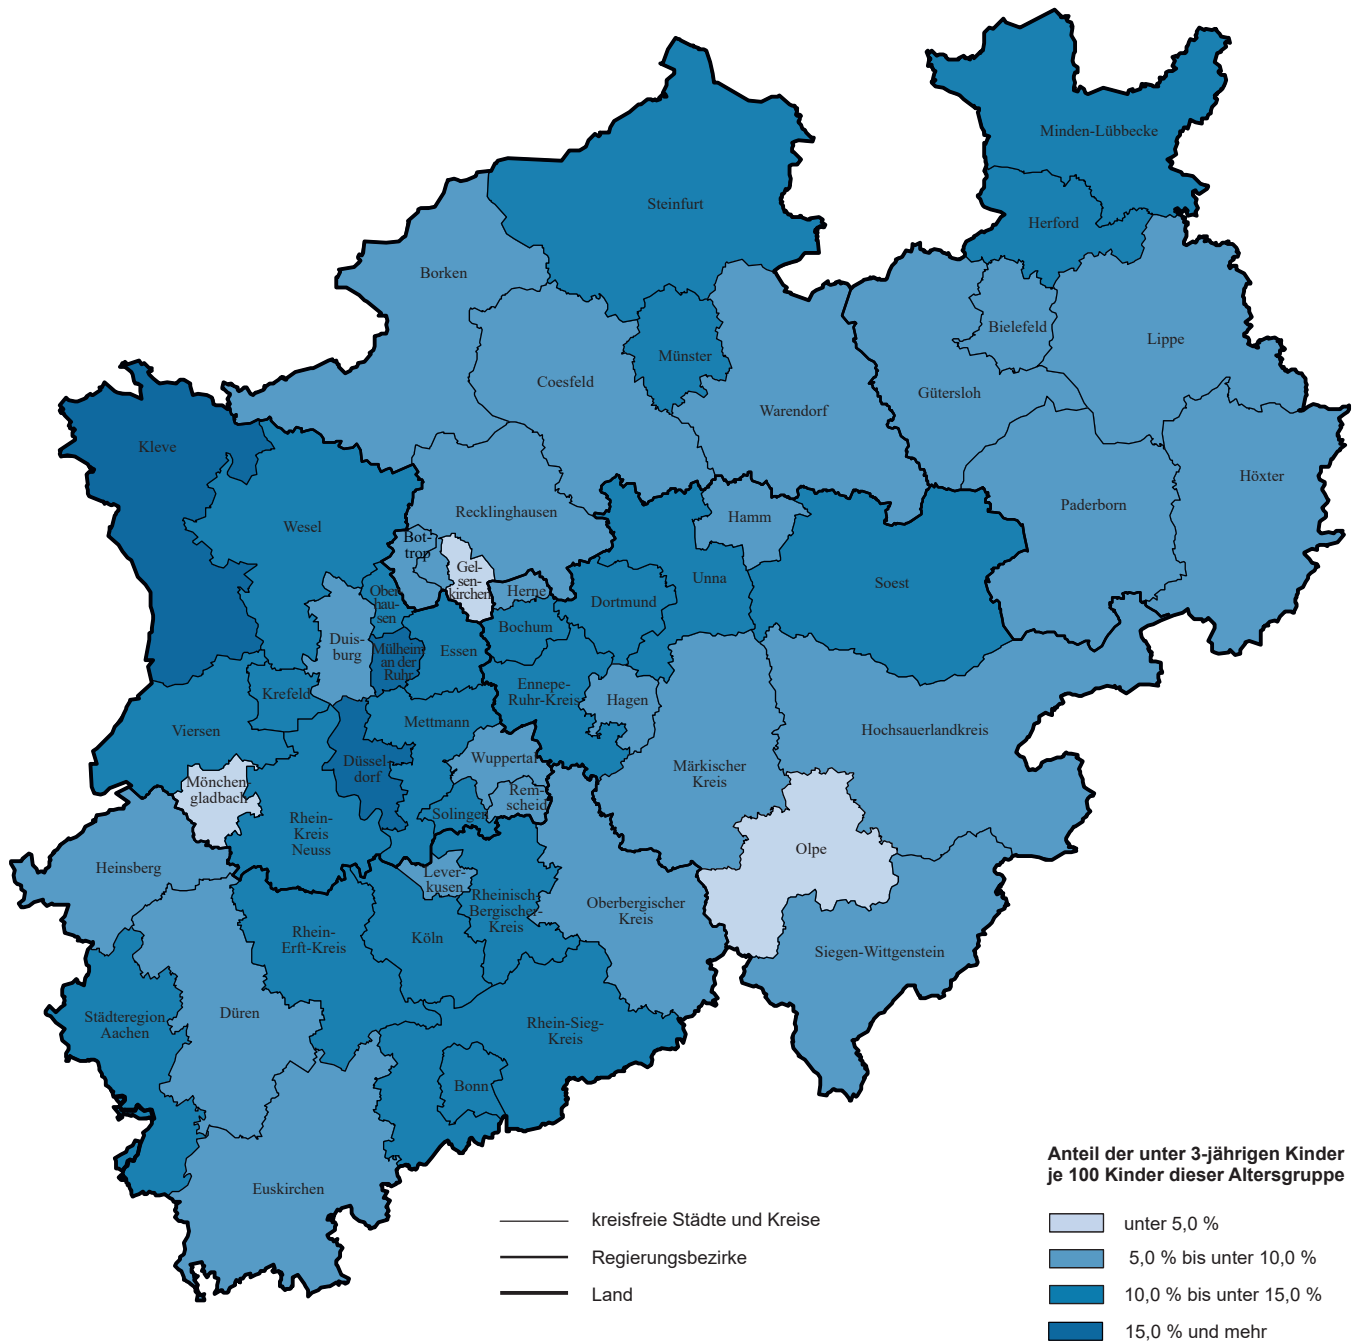 Minden-Lübbecke
Steinfurt
Herford
Borken
Bielefeld
Lippe
Münster
Coesfeld
Gütersloh
Warendorf
Kleve
Höxter
Paderborn
Recklinghausen
Hamm
Wesel
Bot-
trop
Gel-
sen-
kirchen
Unna
Soest
Ober
hau-
sen
Herne
Dortmund
Bochum
Duis-
burg
Mülheim
an der
Ruhr
Essen
Krefeld
Ennepe-
Ruhr-Kreis
Hagen
Viersen
Mettmann
Hochsauerlandkreis
Düssel-
dorf
Wuppertal
Märkischer
Kreis
Mönchen-
gladbach
Rem-
scheid
Solingen
Rhein-
Kreis
Neuss
Olpe
Heinsberg
Lever-
kusen
Rheinisch-
Bergischer-
Kreis
Oberbergischer
Kreis
Rhein-
Erft-Kreis
Köln
Siegen-Wittgenstein
Städteregion
Aachen
Düren
Rhein-Sieg-
Kreis
Bonn
Euskirchen
kreisfreie Städte und Kreise
Regierungsbezirke
Land
Anteil der unter 3-jährigen Kinder
je 100 Kinder dieser Altersgruppe
unter 5,0 %
5,0 % bis unter 10,0 %
10,0 % bis unter 15,0 %
15,0 % und mehr